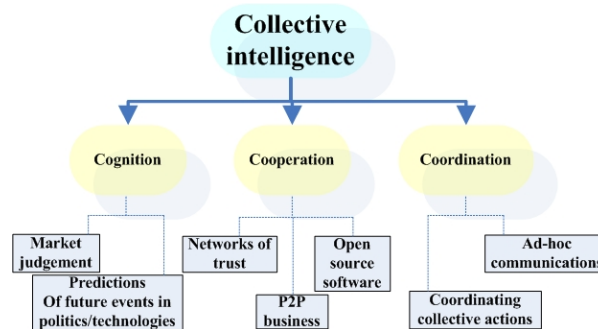 Collective
intelligence
Cognition
Cooperation
Coordination
Market
judgement
Predictions
Of future events in
politics/technologies
Networks of
trust
P2P
business
Open
source
software
Ad-hoc
communications
Coordinating
collective actions